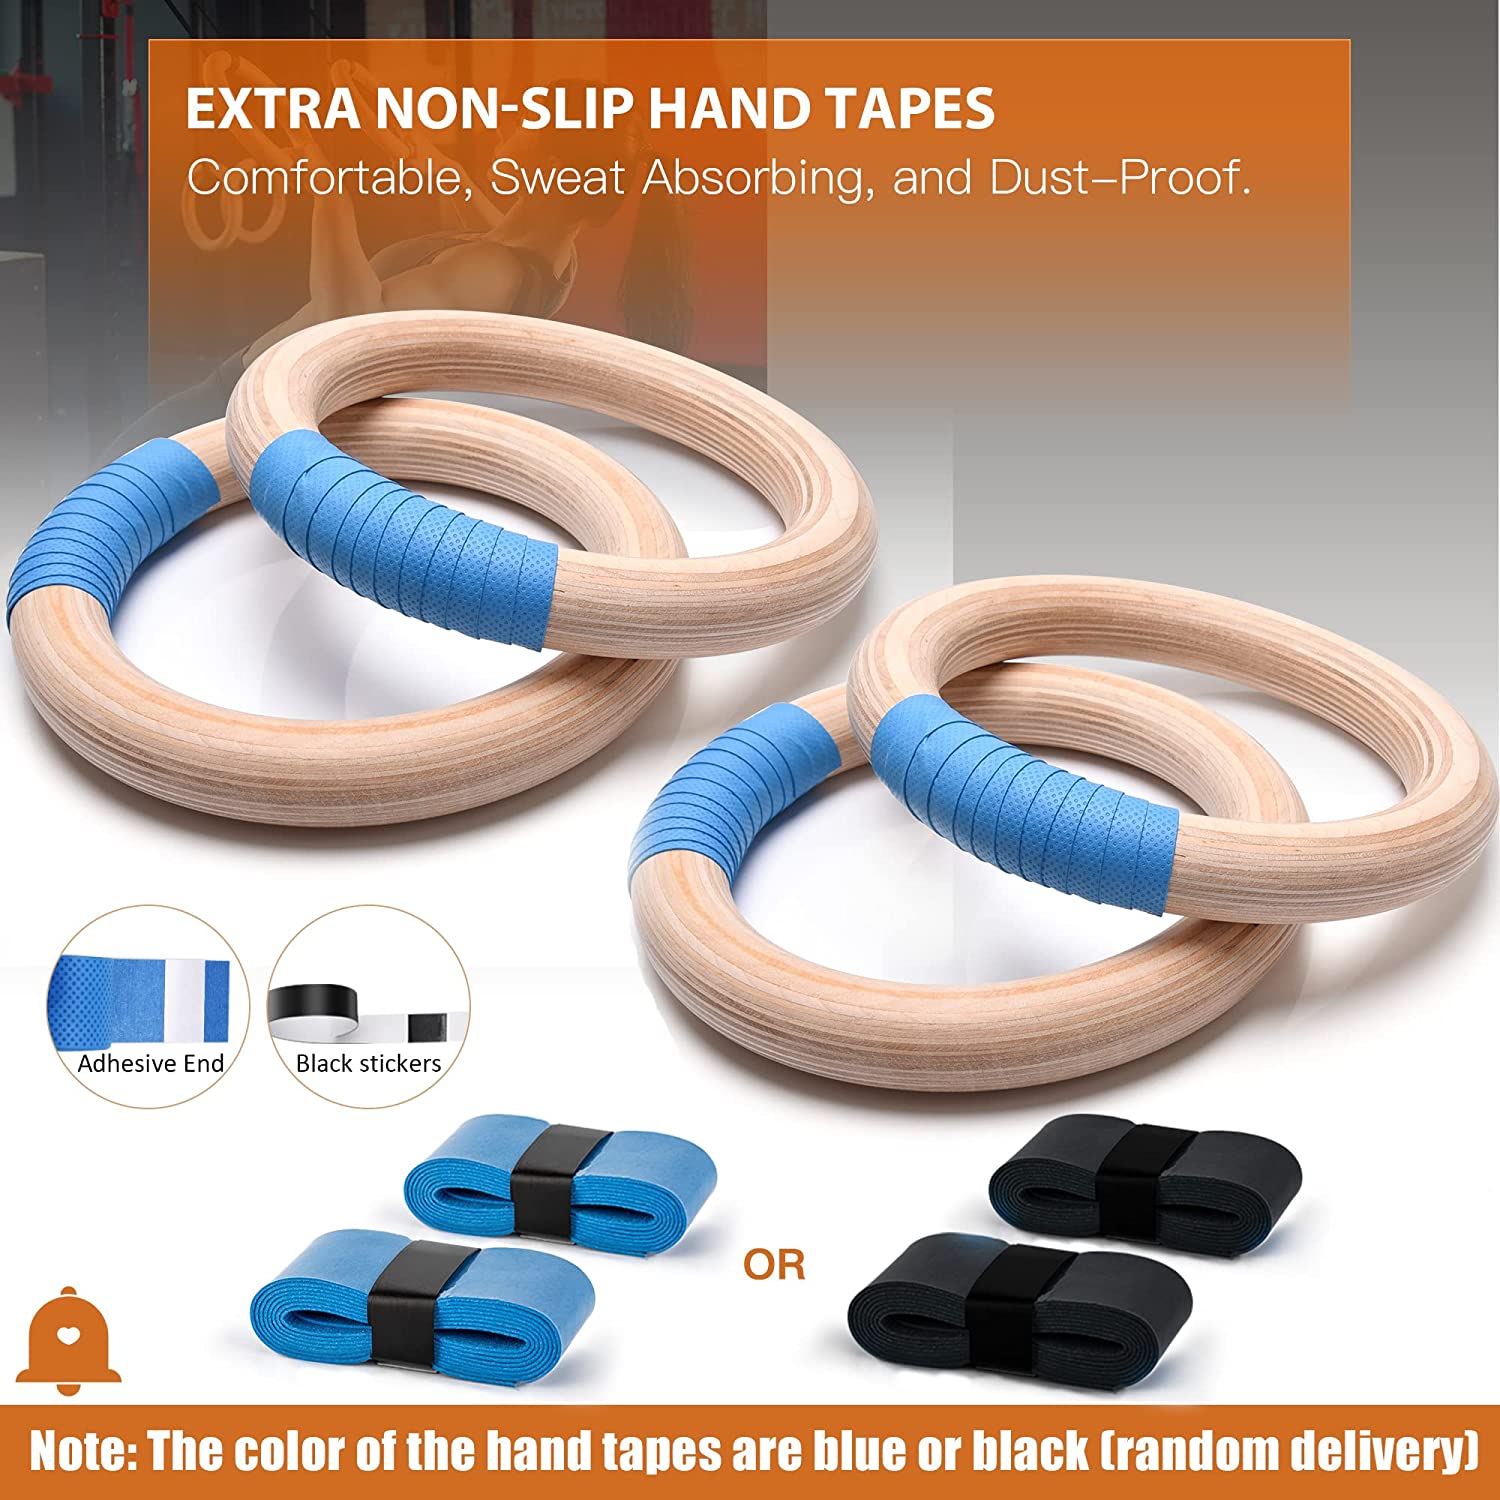 EXTRA NON-SLIP HAND TAPES
Comfortable, Sweat Absorbing, and Dust-Proof.
Adhesive End
Black stickers
OR
Note: The color of the hand tapes are blue or black (random delivery)